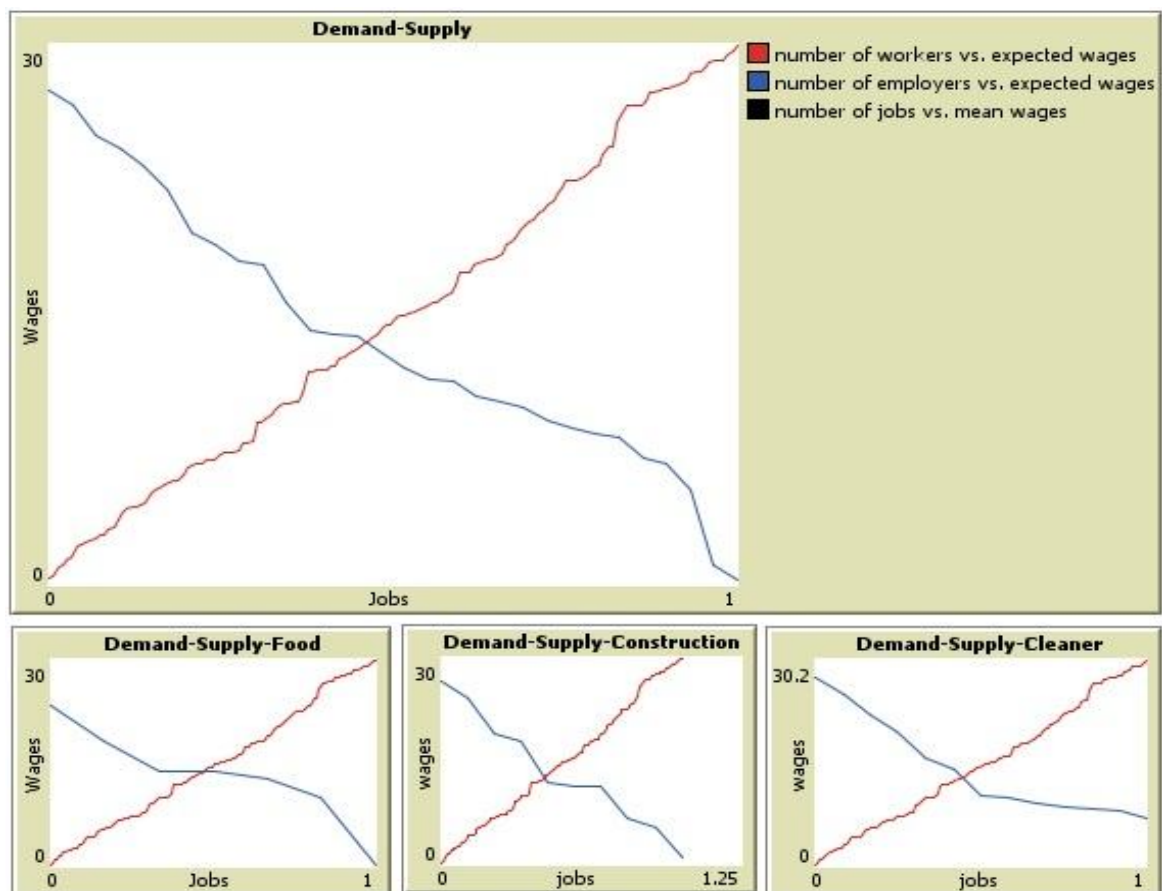 Demand-Supply
30
Wages
0
0
Jobs
1
number of workers vs. expected wages
number of employers vs. expected wages
number of jobs vs. mean wages
Demand-Supply-Food
30
Wages
0
0
Jobs
1
Demand-Supply-Construction
30
wages
0
0
jobs
1.25
Demand-Supply-Cleaner
30.2
wages
0
0
jobs
1